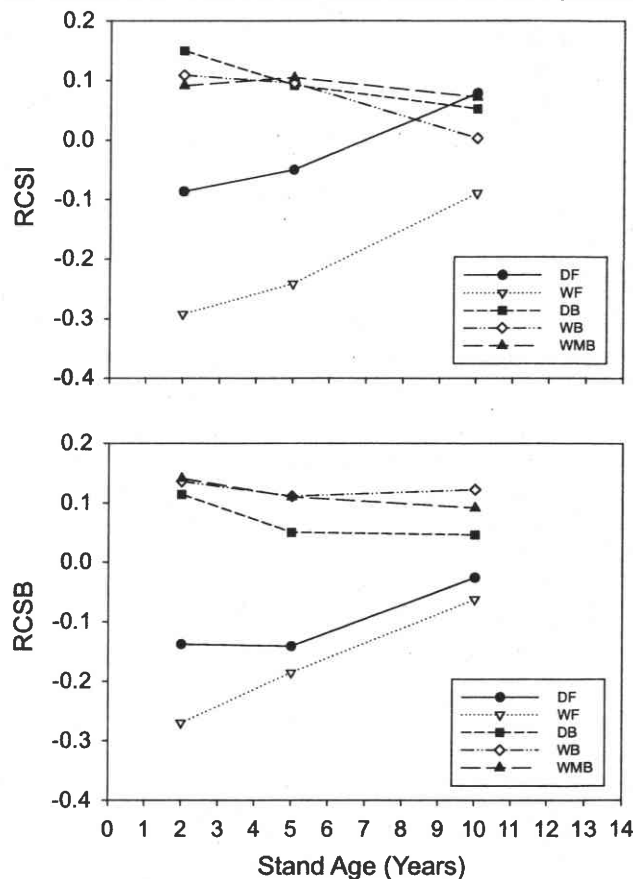 0.2
0.1
0.0
-0.1
-0.2
-0.3
-0.4
RCSI
DF
WF
DB
WB
WMB
0.2
0.1
0.0
-0.1
-0.2
-0.3
-0.4
RCSB
DF
WF
DB
WB
WMB
0 1 2 3 4 5 6 7 8 9 10 11 12 13 14
Stand Age (Years)